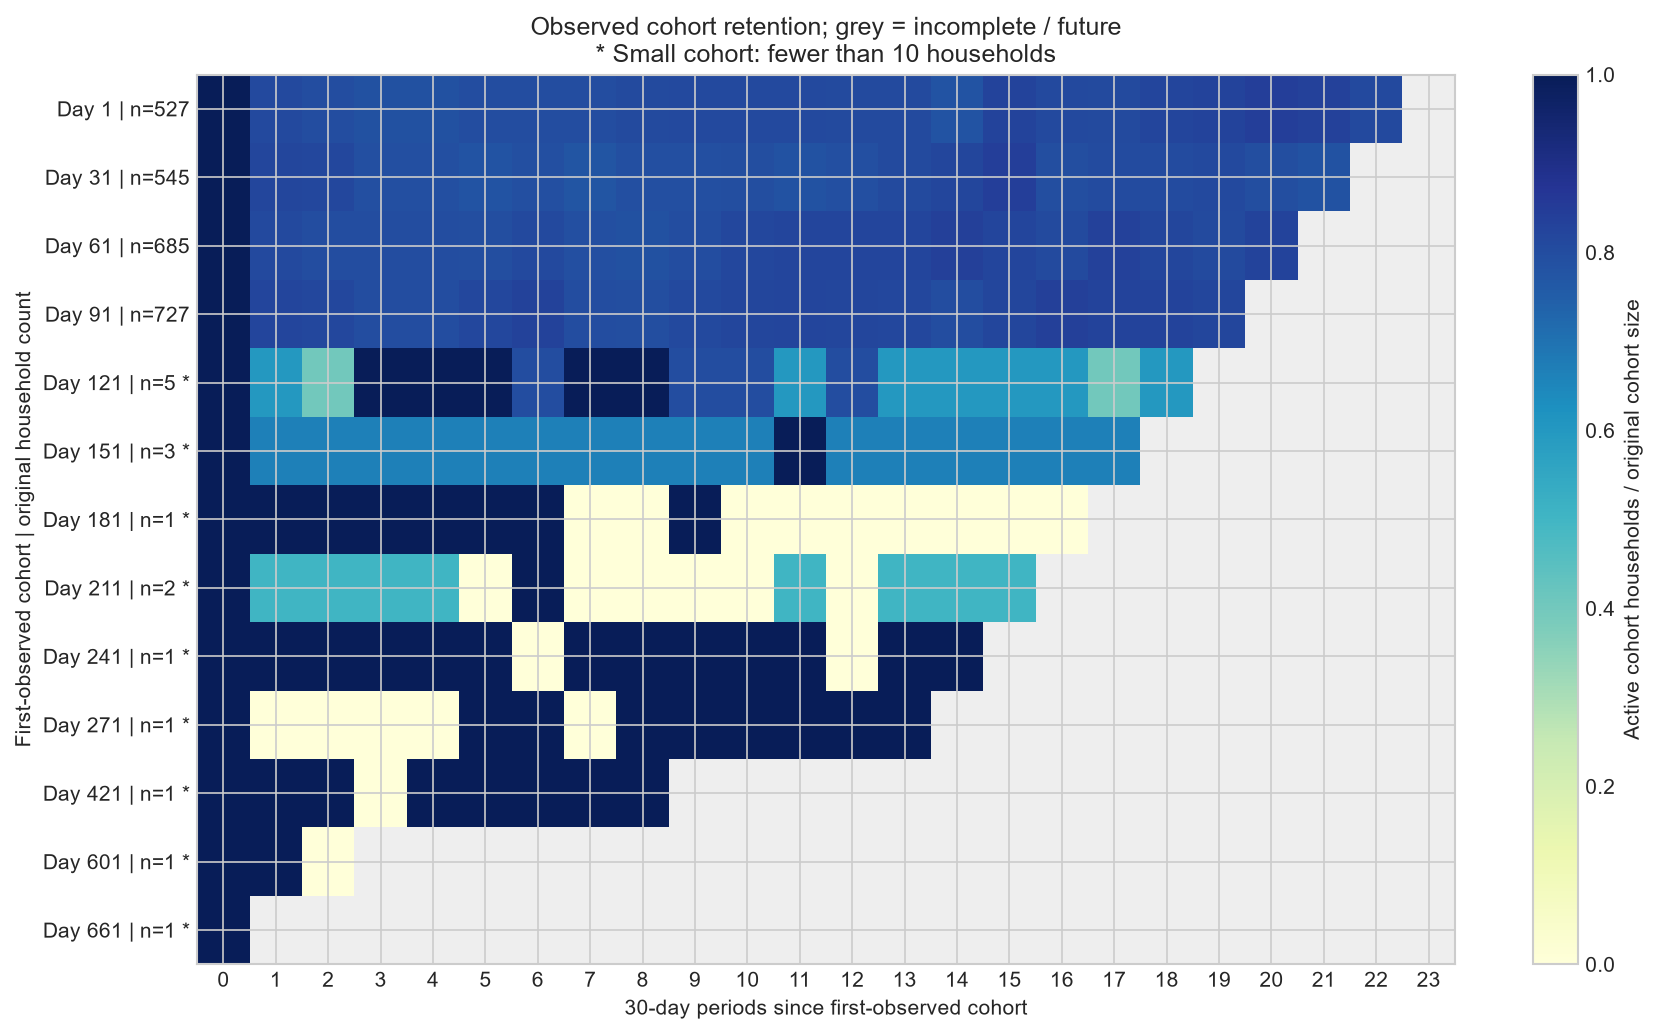 Observed cohort retention; grey = incomplete / future
* Small cohort: fewer than 10 households
First-observed cohort | original household count
Day 1 | n=527
Day 31 | n=545
Day 61 | n=685
Day 91 | n=727
Day 121 | n=5 *
Day 151 | n=3 *
Day 181 | n=1 *
Day 211 | n=2 *
Day 241 | n=1 *
Day 271 | n=1 *
Day 421 | n=1 *
Day 601 | n=1 *
Day 661 | n=1 *
0 1 2 3 4 5 6 7 8 9 10 11 12 13 14 15 16 17 18 19 20 21 22 23
30-day periods since first-observed cohort
1.0
0.8
0.6
0.4
0.2
0.0
Active cohort households / original cohort size